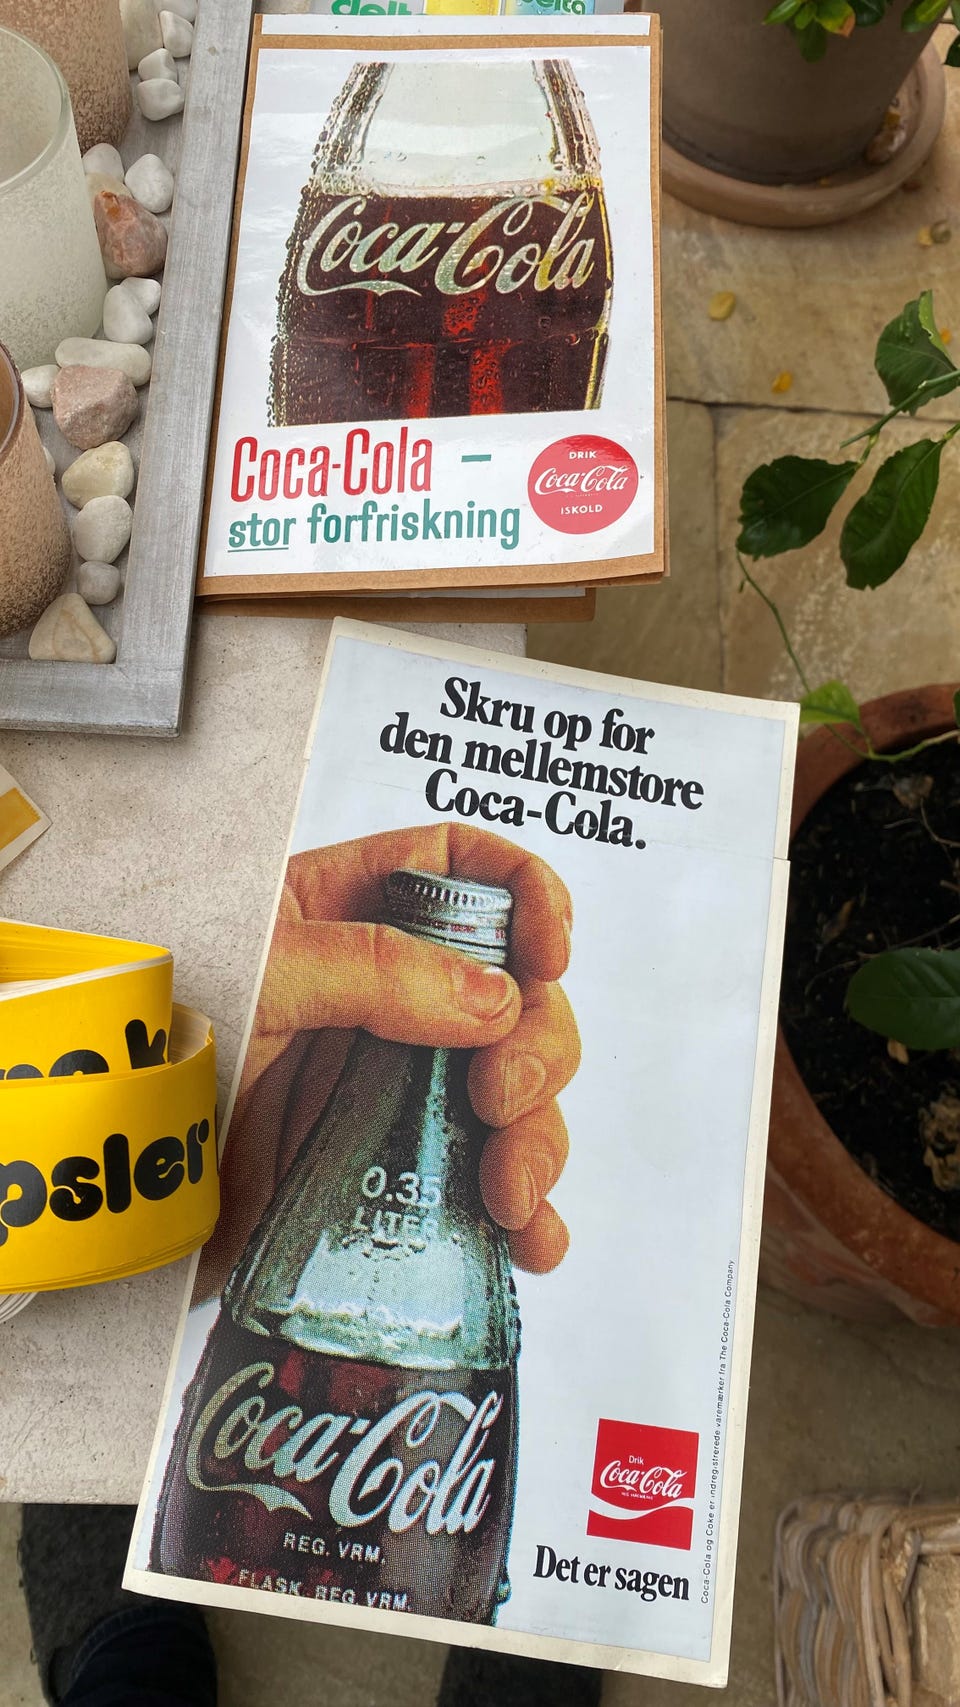 delta
delta
Coca-Cola
Coca-Cola –
stor forfriskning
DRIK
Coca-Cola
ISKOLD
Skru op for
den mellemstore
Coca-Cola.
0.35
LITER
Coca-Cola
REG. VRM.
FLASK. REG. VRM.
Drik
Coca-Cola
Det er sagen
Coca-Cola og Coke er indreg-strerede varemærker fra The Coca-Cola Company
psler